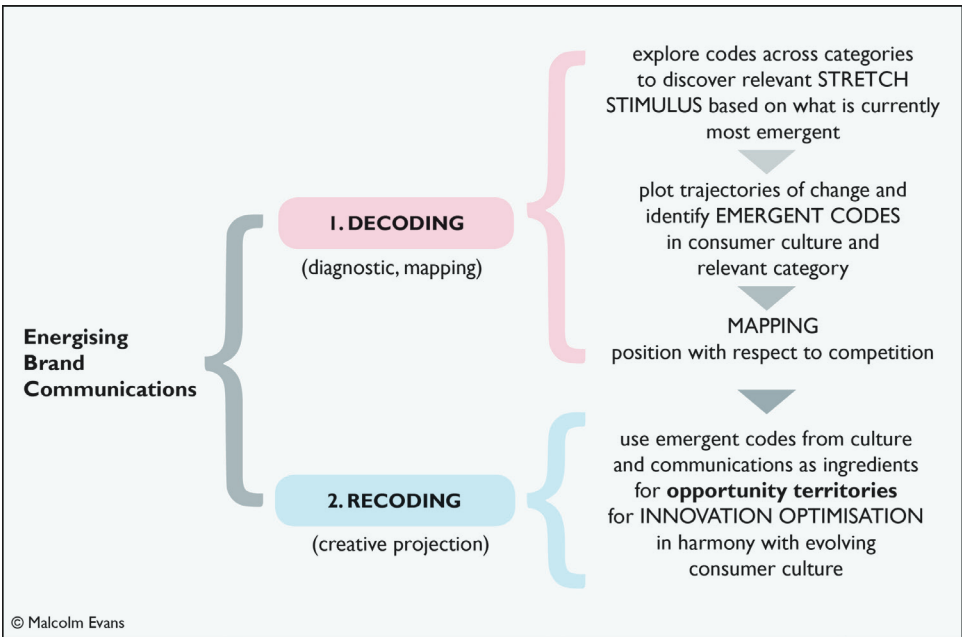 explore codes across categories
to discover relevant STRETCH
STIMULUS based on what is currently
most emergent
1. DECODING
(diagnostic, mapping)
plot trajectories of change and
identify EMERGENT CODES
in consumer culture and
relevant category
Energising
Brand
Communications
MAPPING
position with respect to competition
2. RECODING
(creative projection)
use emergent codes from culture
and communications as ingredients
for opportunity territories
for INNOVATION OPTIMISATION
in harmony with evolving
consumer culture
© Malcolm Evans